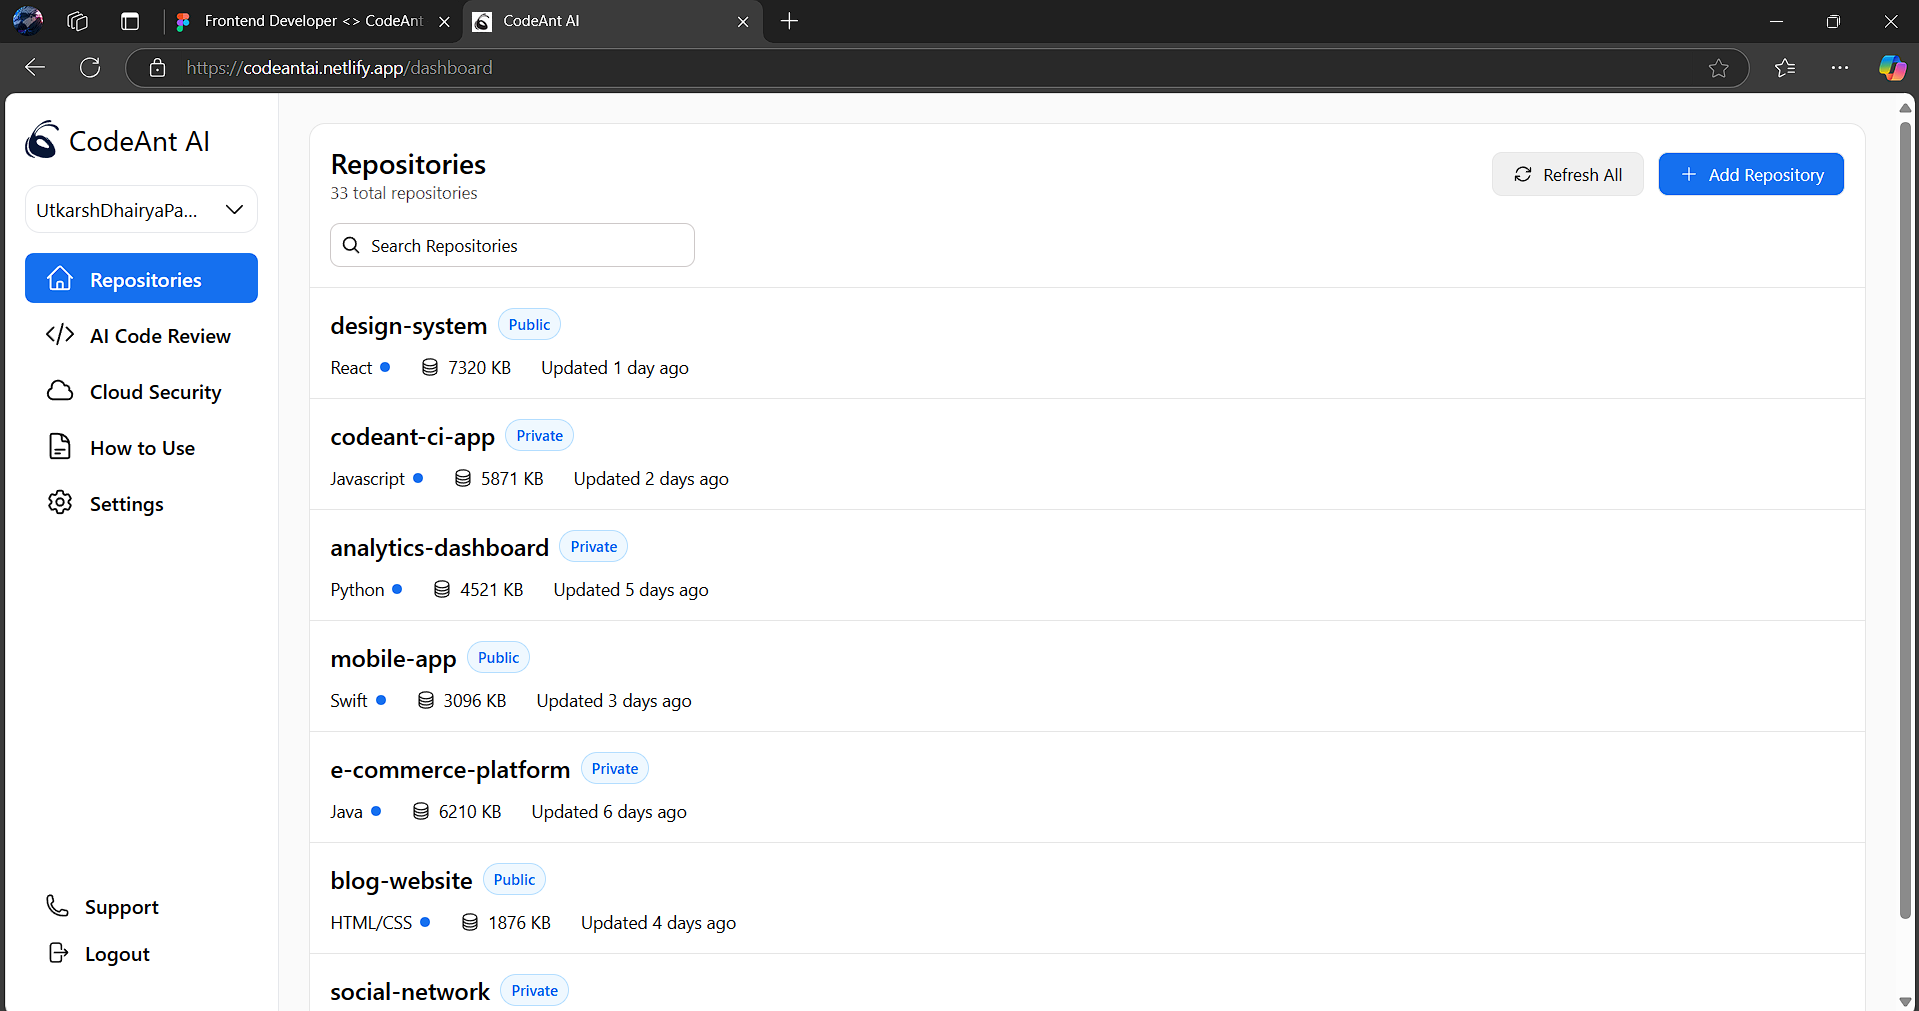 Frontend Developer <> CodeAnt
CodeAnt AI
https://codeantai.netlify.app/dashboard
CodeAnt AI
UtkarshDhairyaPa...
Repositories
AI Code Review
Cloud Security
How to Use
Settings
Support
Logout
Repositories
33 total repositories
Refresh All
Add Repository
Search Repositories
design-system Public
React 7320 KB Updated 1 day ago
codeant-ci-app Private
Javascript 5871 KB Updated 2 days ago
analytics-dashboard Private
Python 4521 KB Updated 5 days ago
mobile-app Public
Swift 3096 KB Updated 3 days ago
e-commerce-platform Private
Java 6210 KB Updated 6 days ago
blog-website Public
HTML/CSS 1876 KB Updated 4 days ago
social-network Private